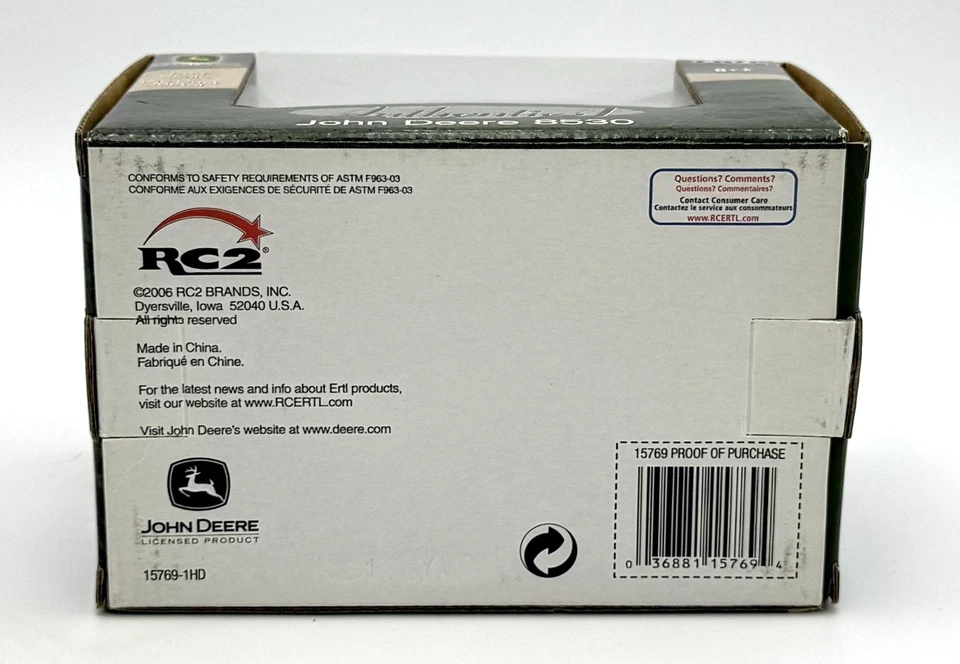 8+
Authentics
John Deere 8530
CONFORMS TO SAFETY REQUIREMENTS OF ASTM F963-03
CONFORME AUX EXIGENCES DE SÉCURITÉ DE ASTM F963-03
Questions? Comments?
Questions? Commentaires?
Contact Consumer Care
Contactez le service aux consommateurs
www.RCERTL.com
RC2®
©2006 RC2 BRANDS, INC.
Dyersville, Iowa 52040 U.S.A.
All rights reserved
Made in China.
Fabriqué en Chine.
For the latest news and info about Ertl products,
visit our website at www.RCERTL.com
Visit John Deere's website at www.deere.com
JOHN DEERE
LICENSED PRODUCT
15769-1HD
15769 PROOF OF PURCHASE
0 36881 15769 4